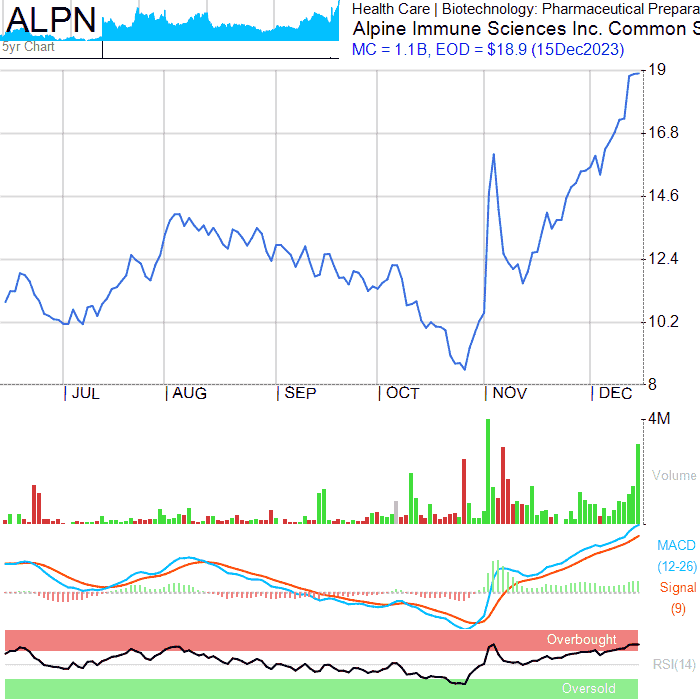 ALPN
5yr Chart
Health Care | Biotechnology: Pharmaceutical Prepara
Alpine Immune Sciences Inc. Common S
MC = 1.1B, EOD = $18.9 (15Dec2023)
19
16.8
14.6
12.4
10.2
8
JUL AUG SEP OCT NOV DEC
4M
Volume
MACD
(12-26)
Signal
(9)
Overbought
RSI(14)
Oversold